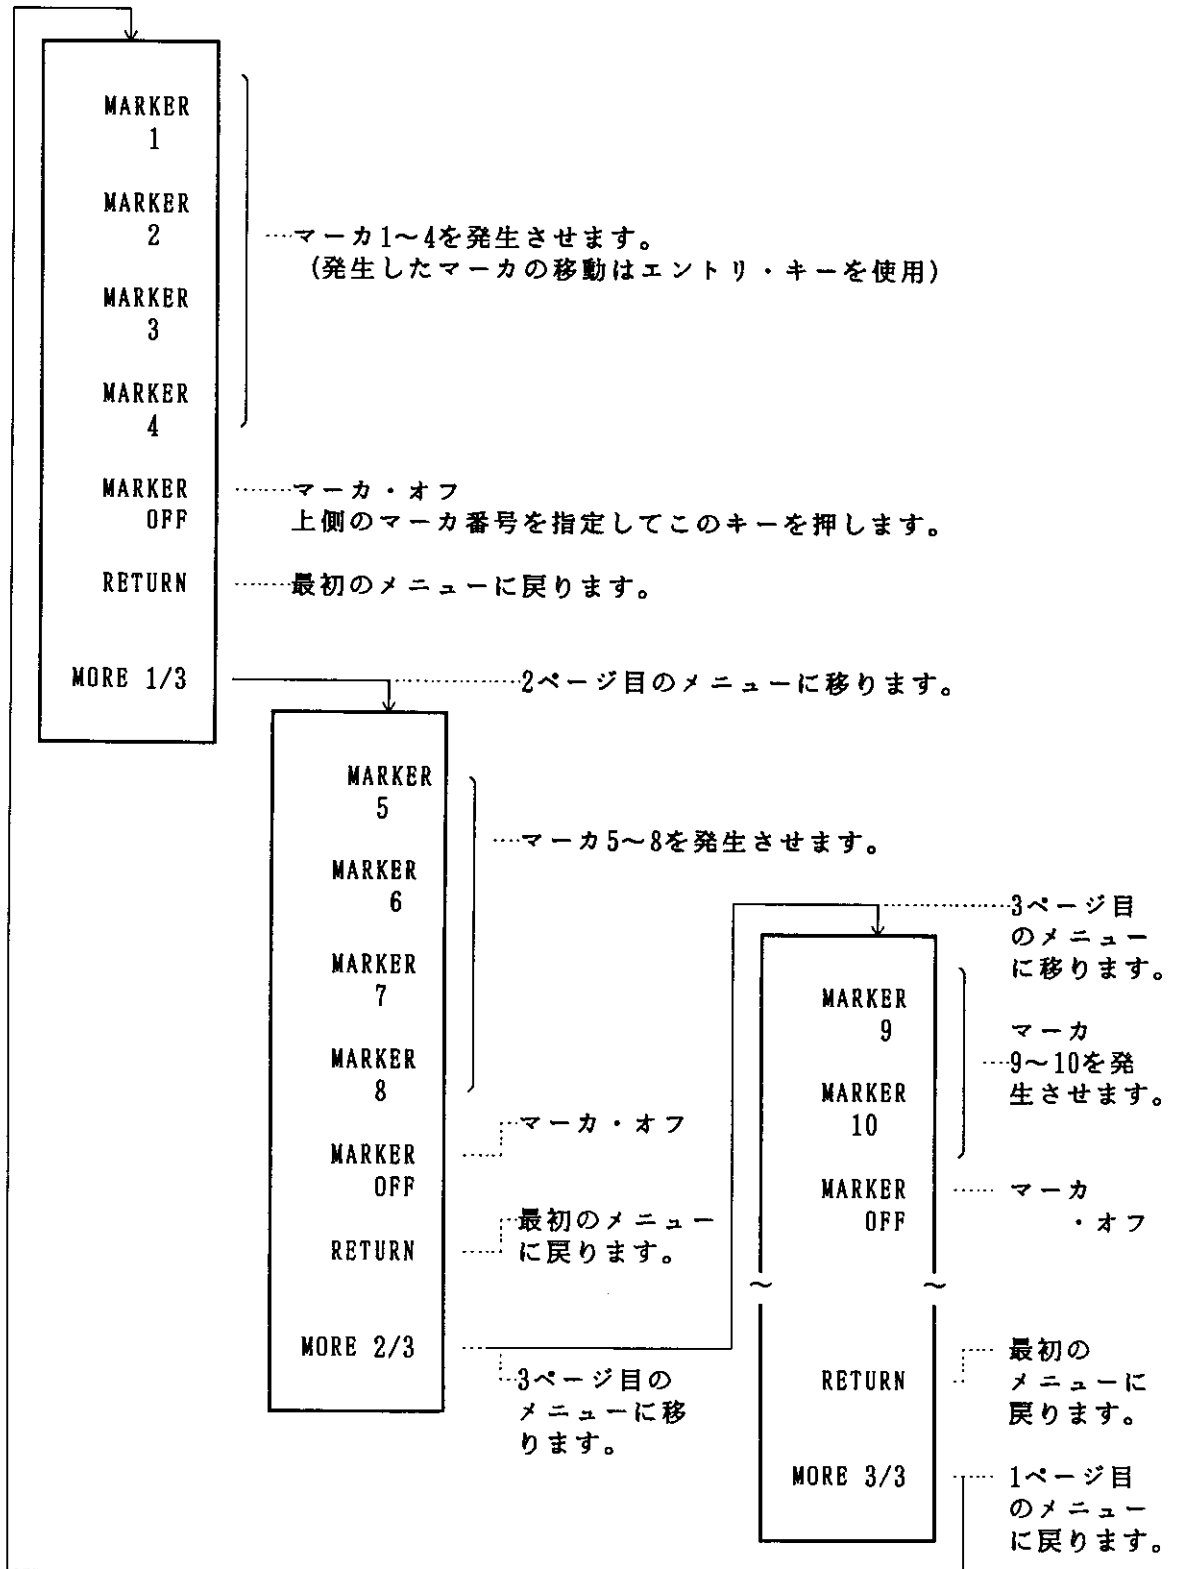 MARKER
1
MARKER
2
MARKER
3
MARKER
4
····マーカ1～4を発生させます。
(発生したマーカの移動はエントリ・キーを使用)
MARKER
OFF
マーカ・オフ
上側のマーカ番号を指定してこのキーを押します。
RETURN
最初のメニューに戻ります。
MORE 1/3
2ページ目のメニューに移ります。
MARKER
5
MARKER
6
MARKER
7
MARKER
8
マーカ5～8を発生させます。
MARKER
OFF
マーカ・オフ
RETURN
最初のメニュー
に戻ります。
MORE 2/3
3ページ目の
メニューに移
ります。
3ページ目
のメニュー
に移ります。
MARKER
9
MARKER
10
マーカ
9～10を発
生させます。
MARKER
OFF
マーカ
・オフ
RETURN
最初の
メニューに
戻ります。
MORE 3/3
1ページ目
のメニュー
に戻ります。